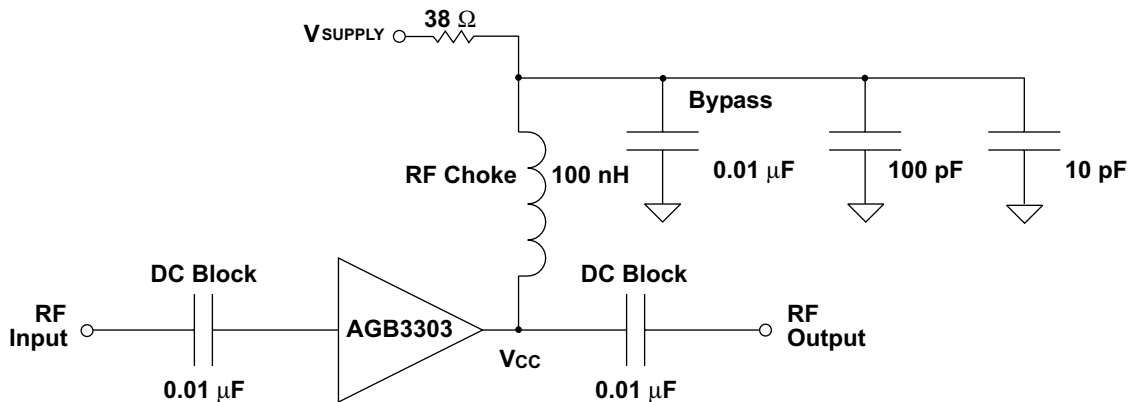 38 Ω
VSUPPLY
Bypass
RF Choke
100 nH
0.01 μF
100 pF
10 pF
DC Block
DC Block
RF
Input
AGB3303
RF
Output
VCC
0.01 μF
0.01 μF